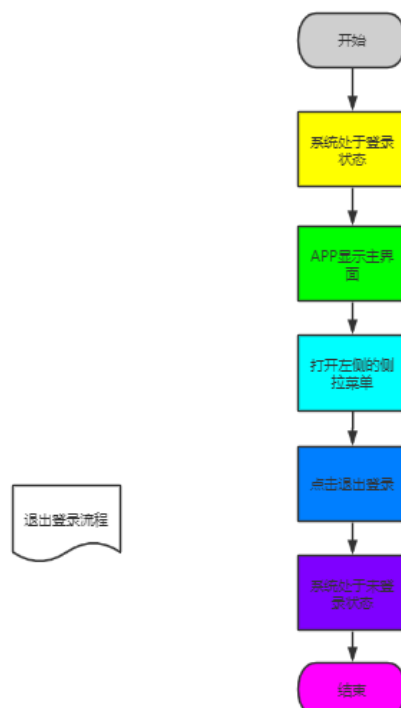 开始
系统处于登录
状态
APP显示主界
面
打开左侧的侧
拉菜单
点击退出登录
退出登录流程
系统处于未登
录状态
结束